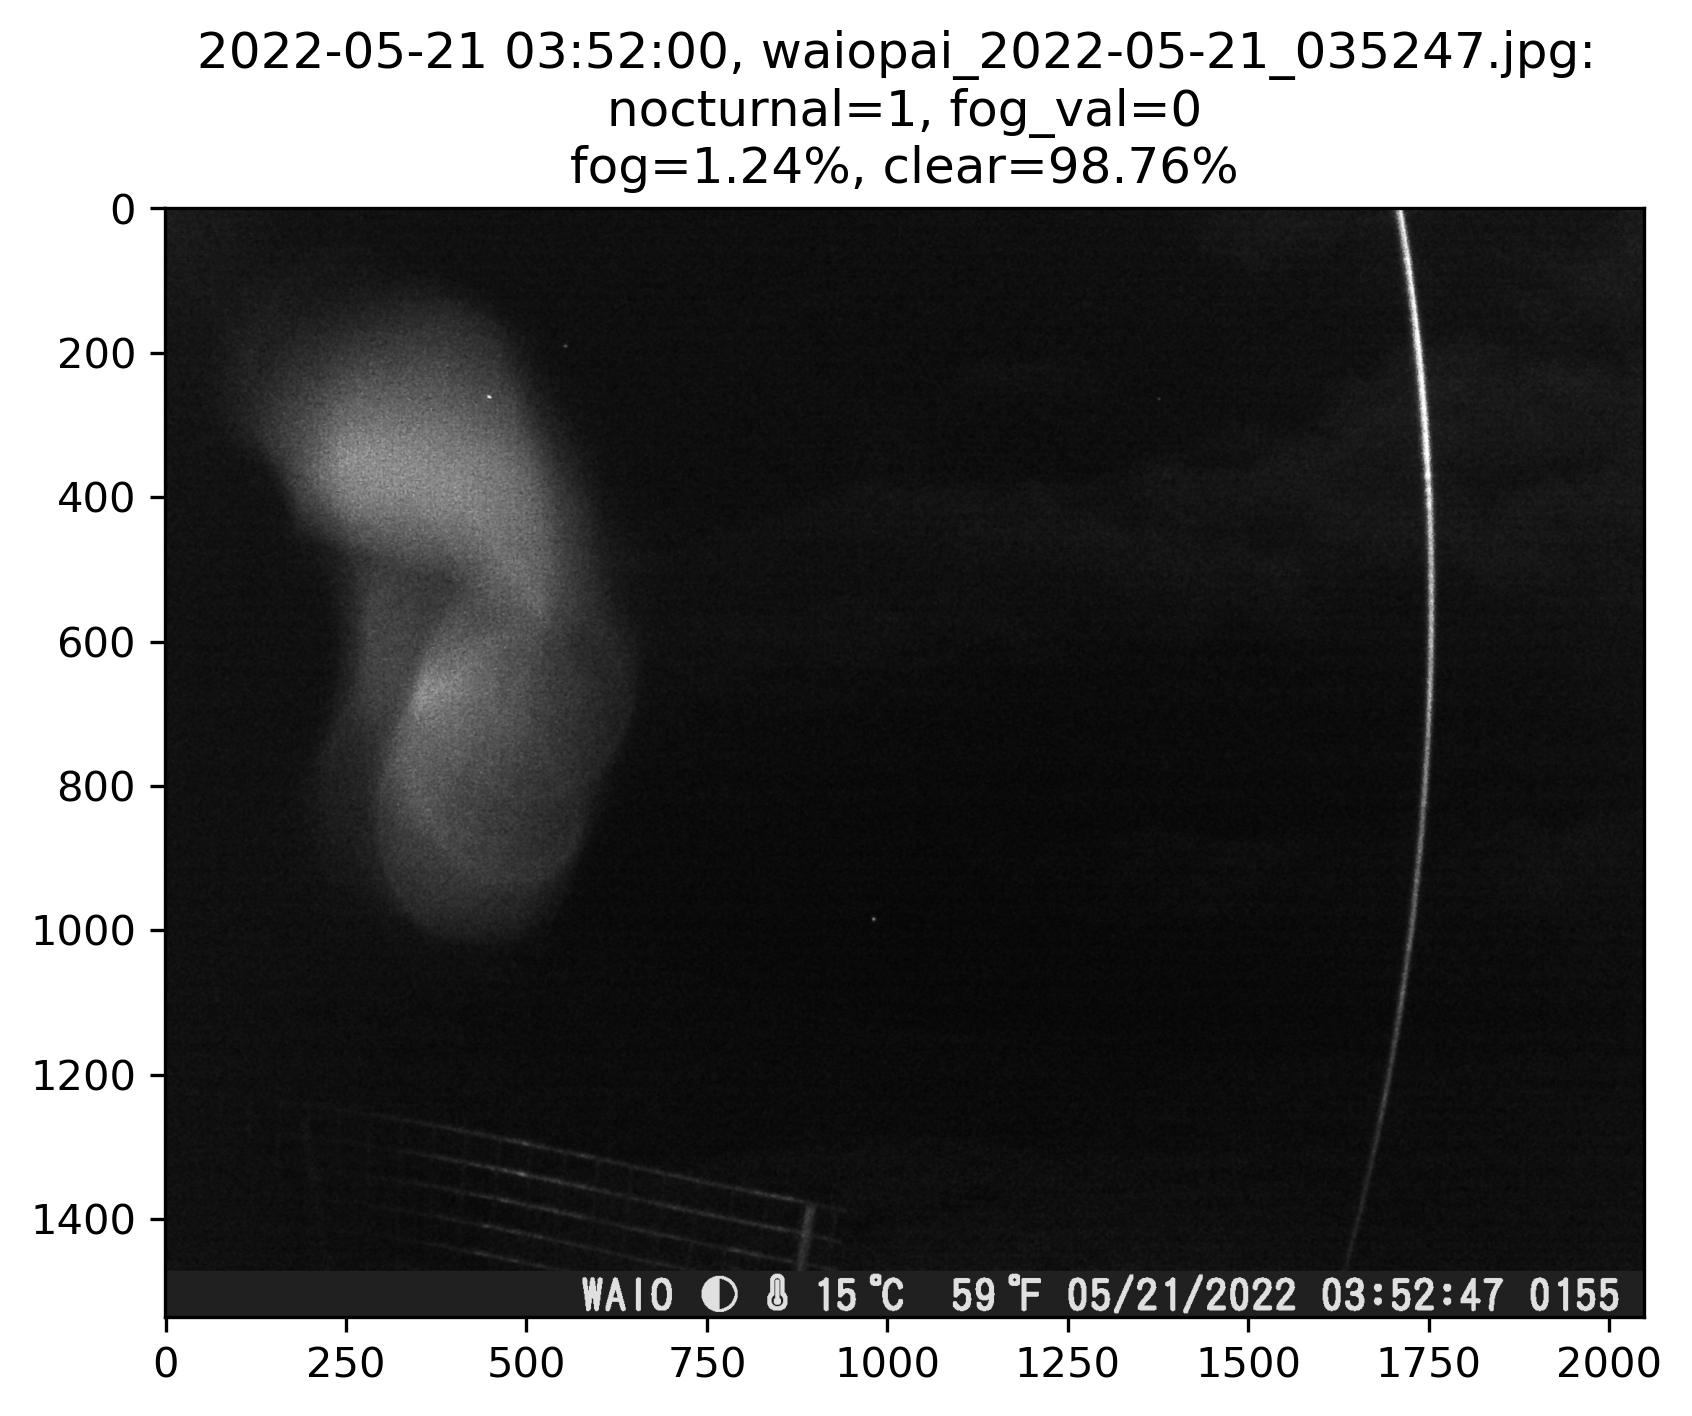 2022-05-21 03:52:00, waiopai_2022-05-21_035247.jpg:
nocturnal=1, fog_val=0
fog=1.24%, clear=98.76%
0
200
400
600
800
1000
1200
1400
WAIO 15°C 59°F 05/21/2022 03:52:47 0155
0 250 500 750 1000 1250 1500 1750 2000